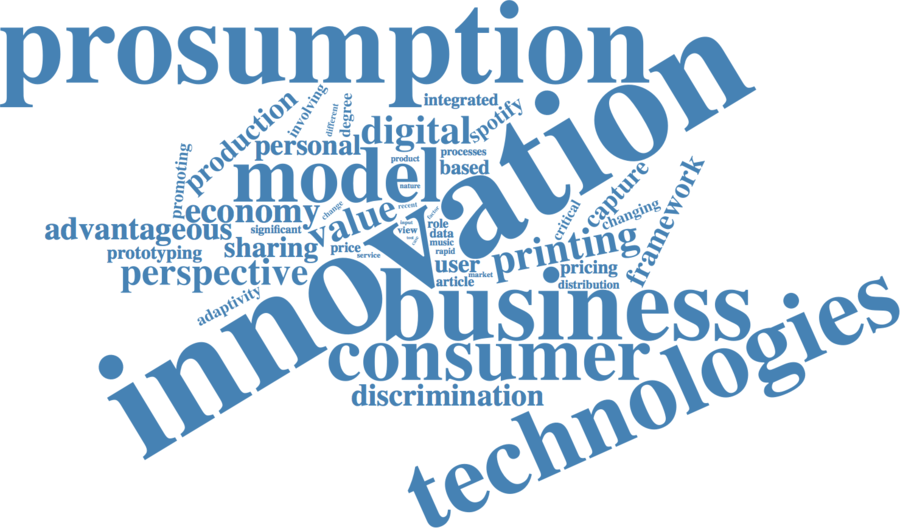 prosumption
innovation
integrated
spotify
involving
different
degree
production
digital
personal
processes
product
based
promoting
model
nature
capture
framework
economy
change
value
recent
factor
critical
changing
advantageous
significant
input
view
role
data
music
rapid
printing
sharing
price
service
prototyping
perspective
user
market
article
pricing
distribution
adaptivity
business
consumer
discrimination
technologies